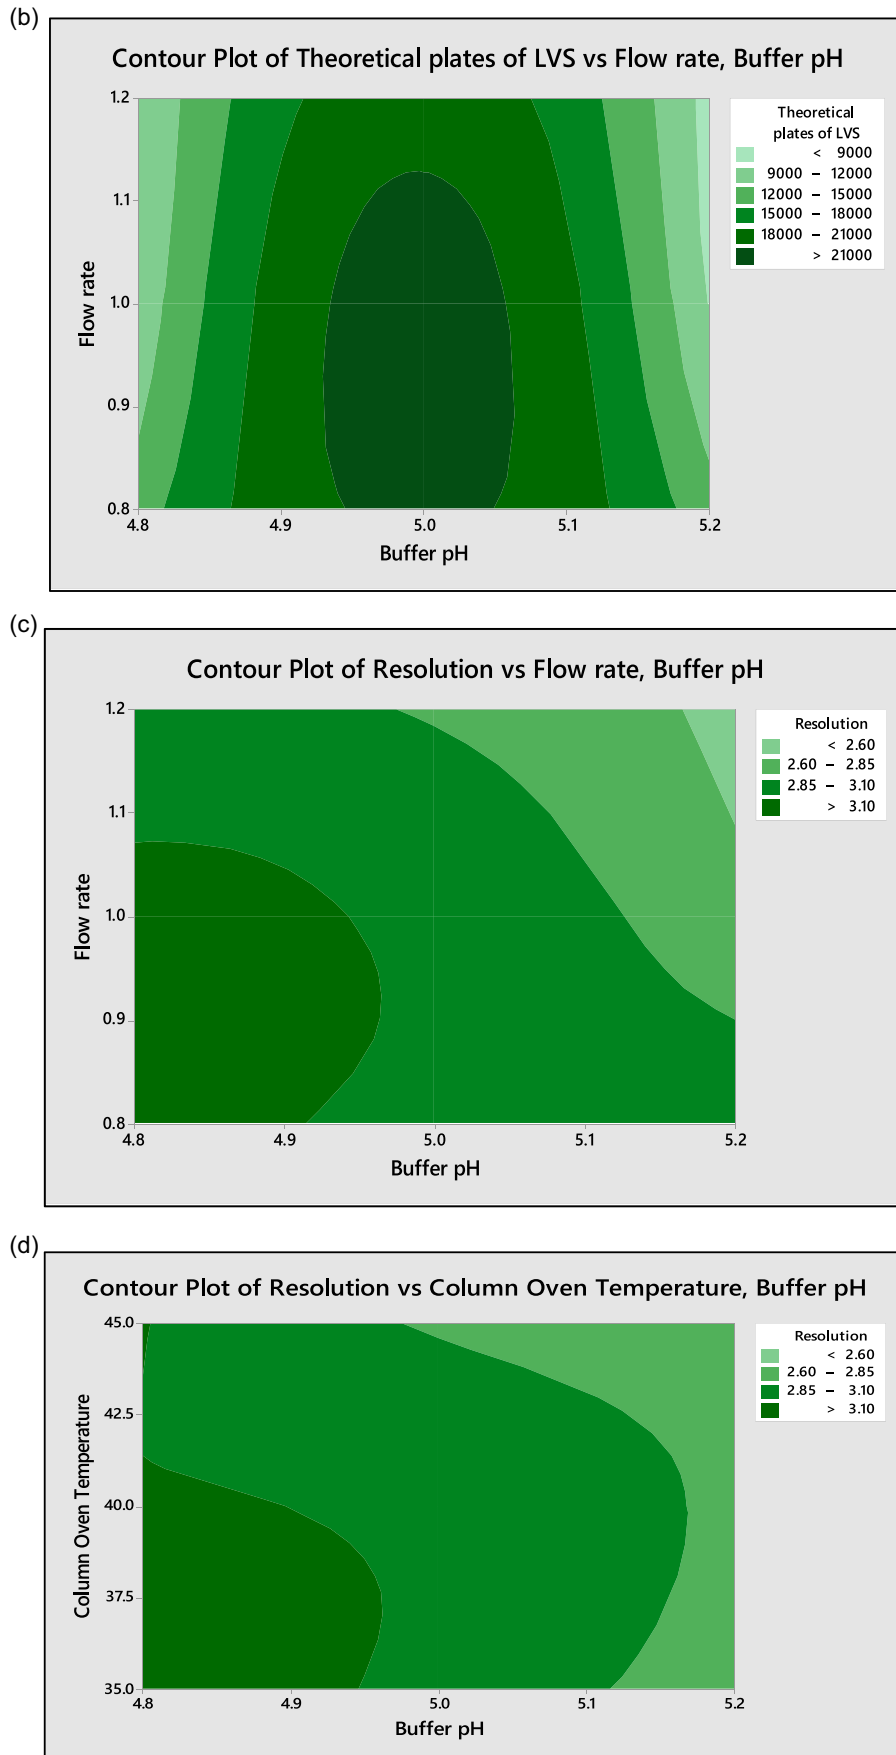 (b)
Contour Plot of Theoretical plates of LVS vs Flow rate, Buffer pH
1.2
1.1
1.0
0.9
0.8
Flow rate
4.8 4.9 5.0 5.1 5.2
Buffer pH
Theoretical
plates of LVS
< 9000
9000 – 12000
12000 – 15000
15000 – 18000
18000 – 21000
> 21000
(c)
Contour Plot of Resolution vs Flow rate, Buffer pH
1.2
1.1
1.0
0.9
0.8
Flow rate
4.8 4.9 5.0 5.1 5.2
Buffer pH
Resolution
< 2.60
2.60 – 2.85
2.85 – 3.10
> 3.10
(d)
Contour Plot of Resolution vs Column Oven Temperature, Buffer pH
45.0
42.5
40.0
37.5
35.0
Column Oven Temperature
4.8 4.9 5.0 5.1 5.2
Buffer pH
Resolution
< 2.60
2.60 – 2.85
2.85 – 3.10
> 3.10